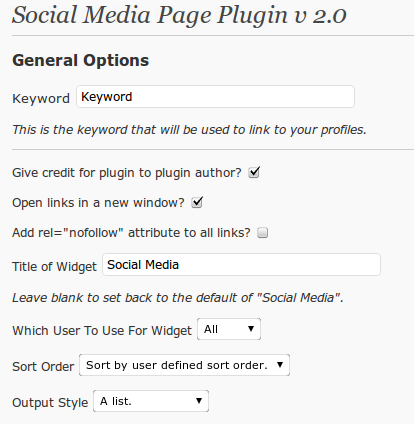 Social Media Page Plugin v 2.0
General Options
Keyword Keyword
This is the keyword that will be used to link to your profiles.
Give credit for plugin to plugin author?
Open links in a new window?
Add rel="nofollow" attribute to all links?
Title of Widget Social Media
Leave blank to set back to the default of "Social Media".
Which User To Use For Widget All
Sort Order Sort by user defined sort order.
Output Style A list.